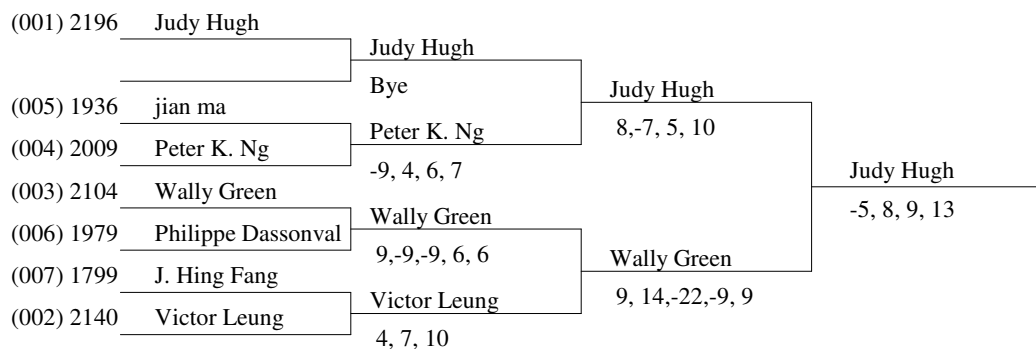 (001) 2196 Judy Hugh
Judy Hugh
Bye
Judy Hugh
(005) 1936 jian ma
8,-7, 5, 10
Peter K. Ng
(004) 2009 Peter K. Ng
-9, 4, 6, 7
Judy Hugh
(003) 2104 Wally Green
-5, 8, 9, 13
Wally Green
(006) 1979 Philippe Dassonval
9,-9,-9, 6, 6
Wally Green
(007) 1799 J. Hing Fang
9, 14,-22,-9, 9
Victor Leung
(002) 2140 Victor Leung
4, 7, 10